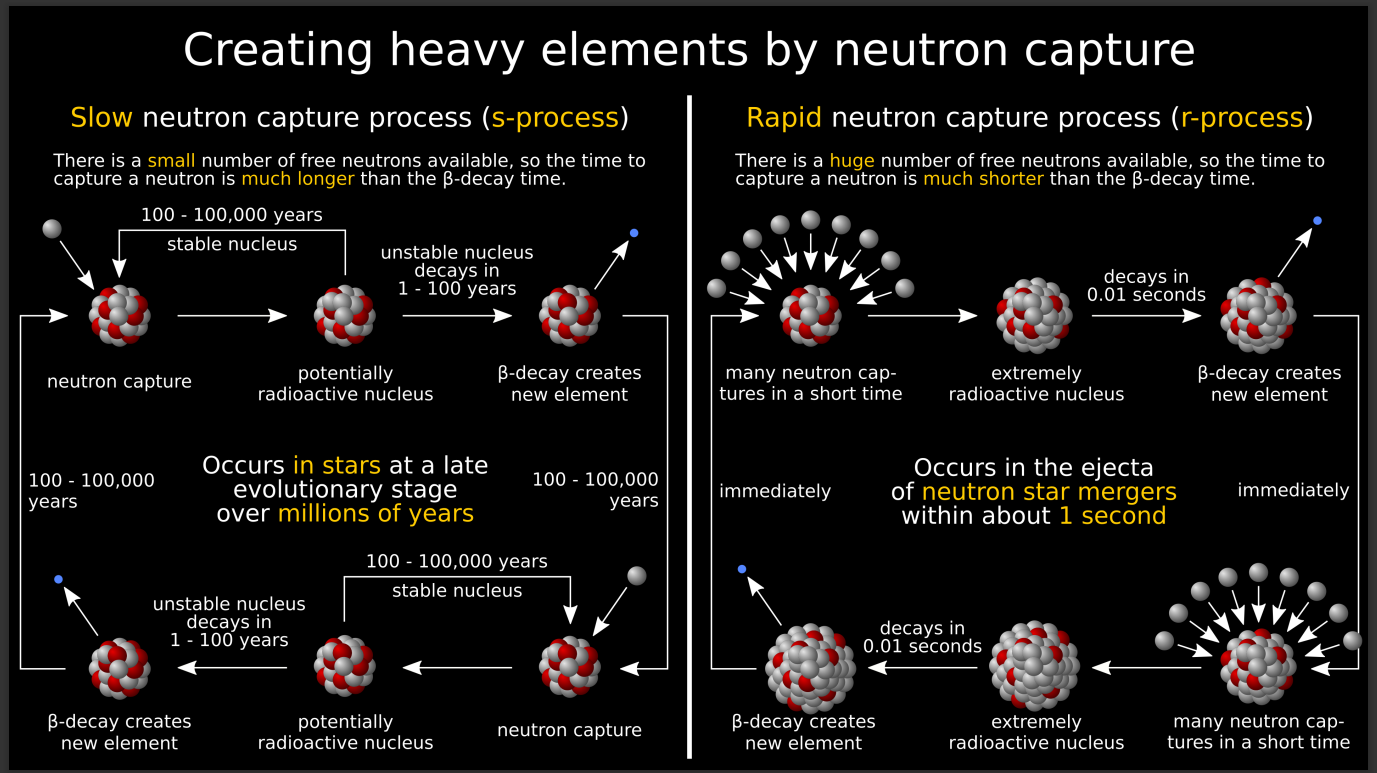 Creating heavy elements by neutron capture
Slow neutron capture process (s-process)
There is a small number of free neutrons available, so the time to
capture a neutron is much longer than the β-decay time.
100 - 100,000 years
stable nucleus
unstable nucleus
decays in
1 - 100 years
neutron capture
potentially
radioactive nucleus
β-decay creates
new element
100 - 100,000
years
Occurs in stars at a late
evolutionary stage
over millions of years
100 - 100,000
years
100 - 100,000 years
stable nucleus
unstable nucleus
decays in
1 - 100 years
β-decay creates
new element
potentially
radioactive nucleus
neutron capture
Rapid neutron capture process (r-process)
There is a huge number of free neutrons available, so the time to
capture a neutron is much shorter than the β-decay time.
decays in
0.01 seconds
many neutron cap-
tures in a short time
extremely
radioactive nucleus
β-decay creates
new element
immediately
Occurs in the ejecta
of neutron star mergers
within about 1 second
immediately
decays in
0.01 seconds
β-decay creates
new element
extremely
radioactive nucleus
many neutron cap-
tures in a short time